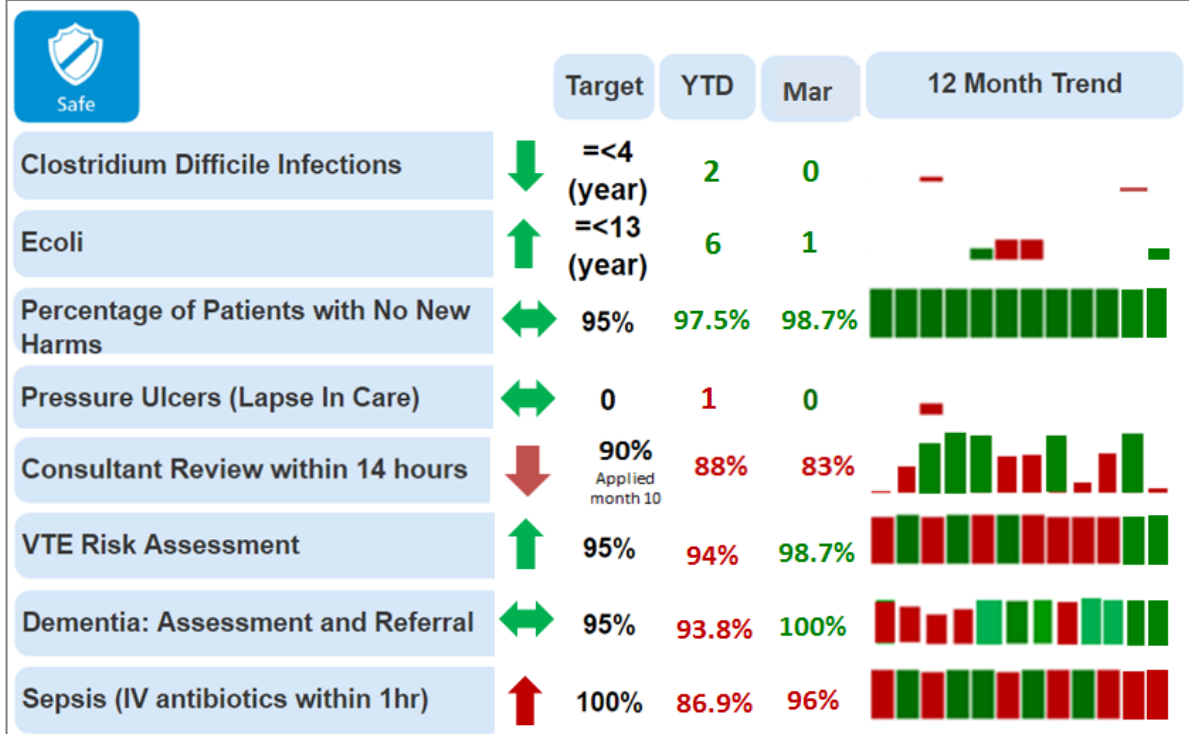 Safe
Target YTD Mar 12 Month Trend
Clostridium Difficile Infections =<4 2 0
(year)
Ecoli =<13 6 1
(year)
Percentage of Patients with No New
Harms 95% 97.5% 98.7%
Pressure Ulcers (Lapse In Care) 0 1 0
Consultant Review within 14 hours 90% 88% 83%
Applied
month 10
VTE Risk Assessment 95% 94% 98.7%
Dementia: Assessment and Referral 95% 93.8% 100%
Sepsis (IV antibiotics within 1hr) 100% 86.9% 96%